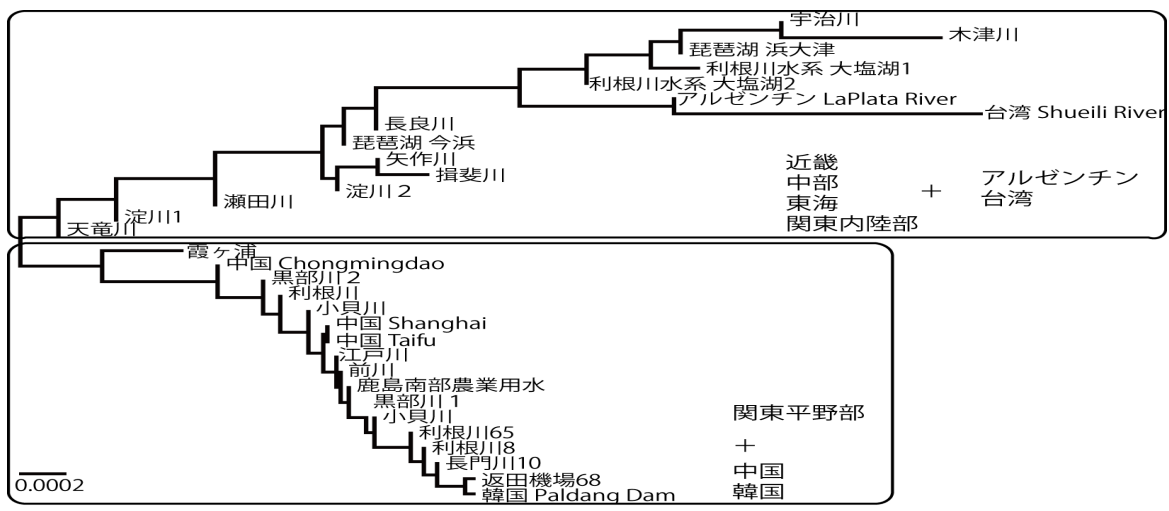 宇治川
木津川
琵琶湖 浜大津
利根川水系 大塩湖1
利根川水系 大塩湖2
アルゼンチン LaPlata River
台湾 Shueili River
長良川
琵琶湖 今浜
矢作川
揖斐川
淀川 2
瀬田川
淀川1
天竜川
近畿
中部
東海
関東内陸部
+
アルゼンチン
台湾
霞ヶ浦
中国 Chongmingdao
黒部川 2
利根川
小貝川
中国 Shanghai
中国 Taifu
江戸川
前川
鹿島南部農業用水
黒部川 1
小貝川
利根川65
利根川8
長門川10
返田機場68
韓国 Paldang Dam
関東平野部
+
中国
韓国
0.0002